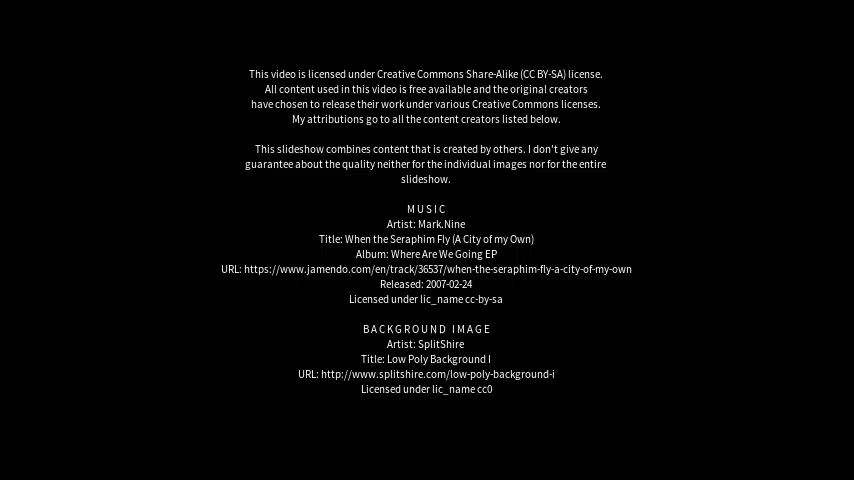 This video is licensed under Creative Commons Share-Alike (CC BY-SA) license.
All content used in this video is free available and the original creators
have chosen to release their work under various Creative Commons licenses.
My attributions go to all the content creators listed below.
This slideshow combines content that is created by others. I don't give any
guarantee about the quality neither for the individual images nor for the entire
slideshow.
MUSIC
Artist: Mark.Nine
Title: When the Seraphim Fly (A City of my Own)
Album: Where Are We Going EP
URL: https://www.jamendo.com/en/track/36537/when-the-seraphim-fly-a-city-of-my-own
Released: 2007-02-24
Licensed under lic_name cc-by-sa
BACKGROUND IMAGE
Artist: SplitShire
Title: Low Poly Background I
URL: http://www.splitshire.com/low-poly-background-i
Licensed under lic_name cc0